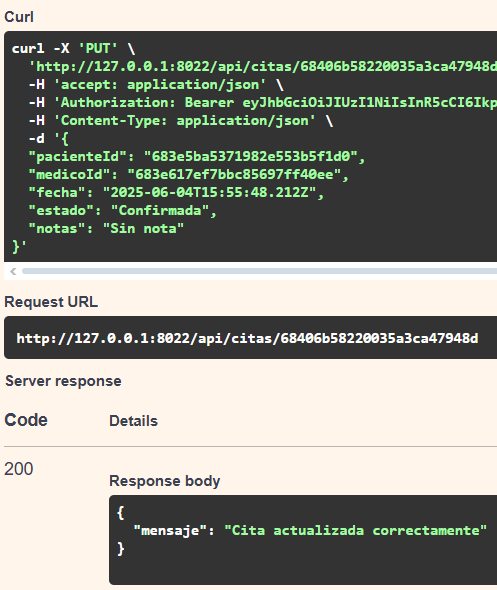 Curl
curl -X 'PUT' \
'http://127.0.0.1:8022/api/citas/68406b58220035a3ca47948d
-H 'accept: application/json' \
-H 'Authorization: Bearer eyJhbGciOiJIUzI1NiIsInR5cCI6Ikp
-H 'Content-Type: application/json' \
-d '{
"pacienteId": "683e5ba5371982e553b5f1d0",
"medicoId": "683e617ef7bbc85697ff40ee",
"fecha": "2025-06-04T15:55:48.212Z",
"estado": "Confirmada",
"notas": "Sin nota"
}'
Request URL
http://127.0.0.1:8022/api/citas/68406b58220035a3ca47948d
Server response
Code Details
200
Response body
{
"mensaje": "Cita actualizada correctamente"
}